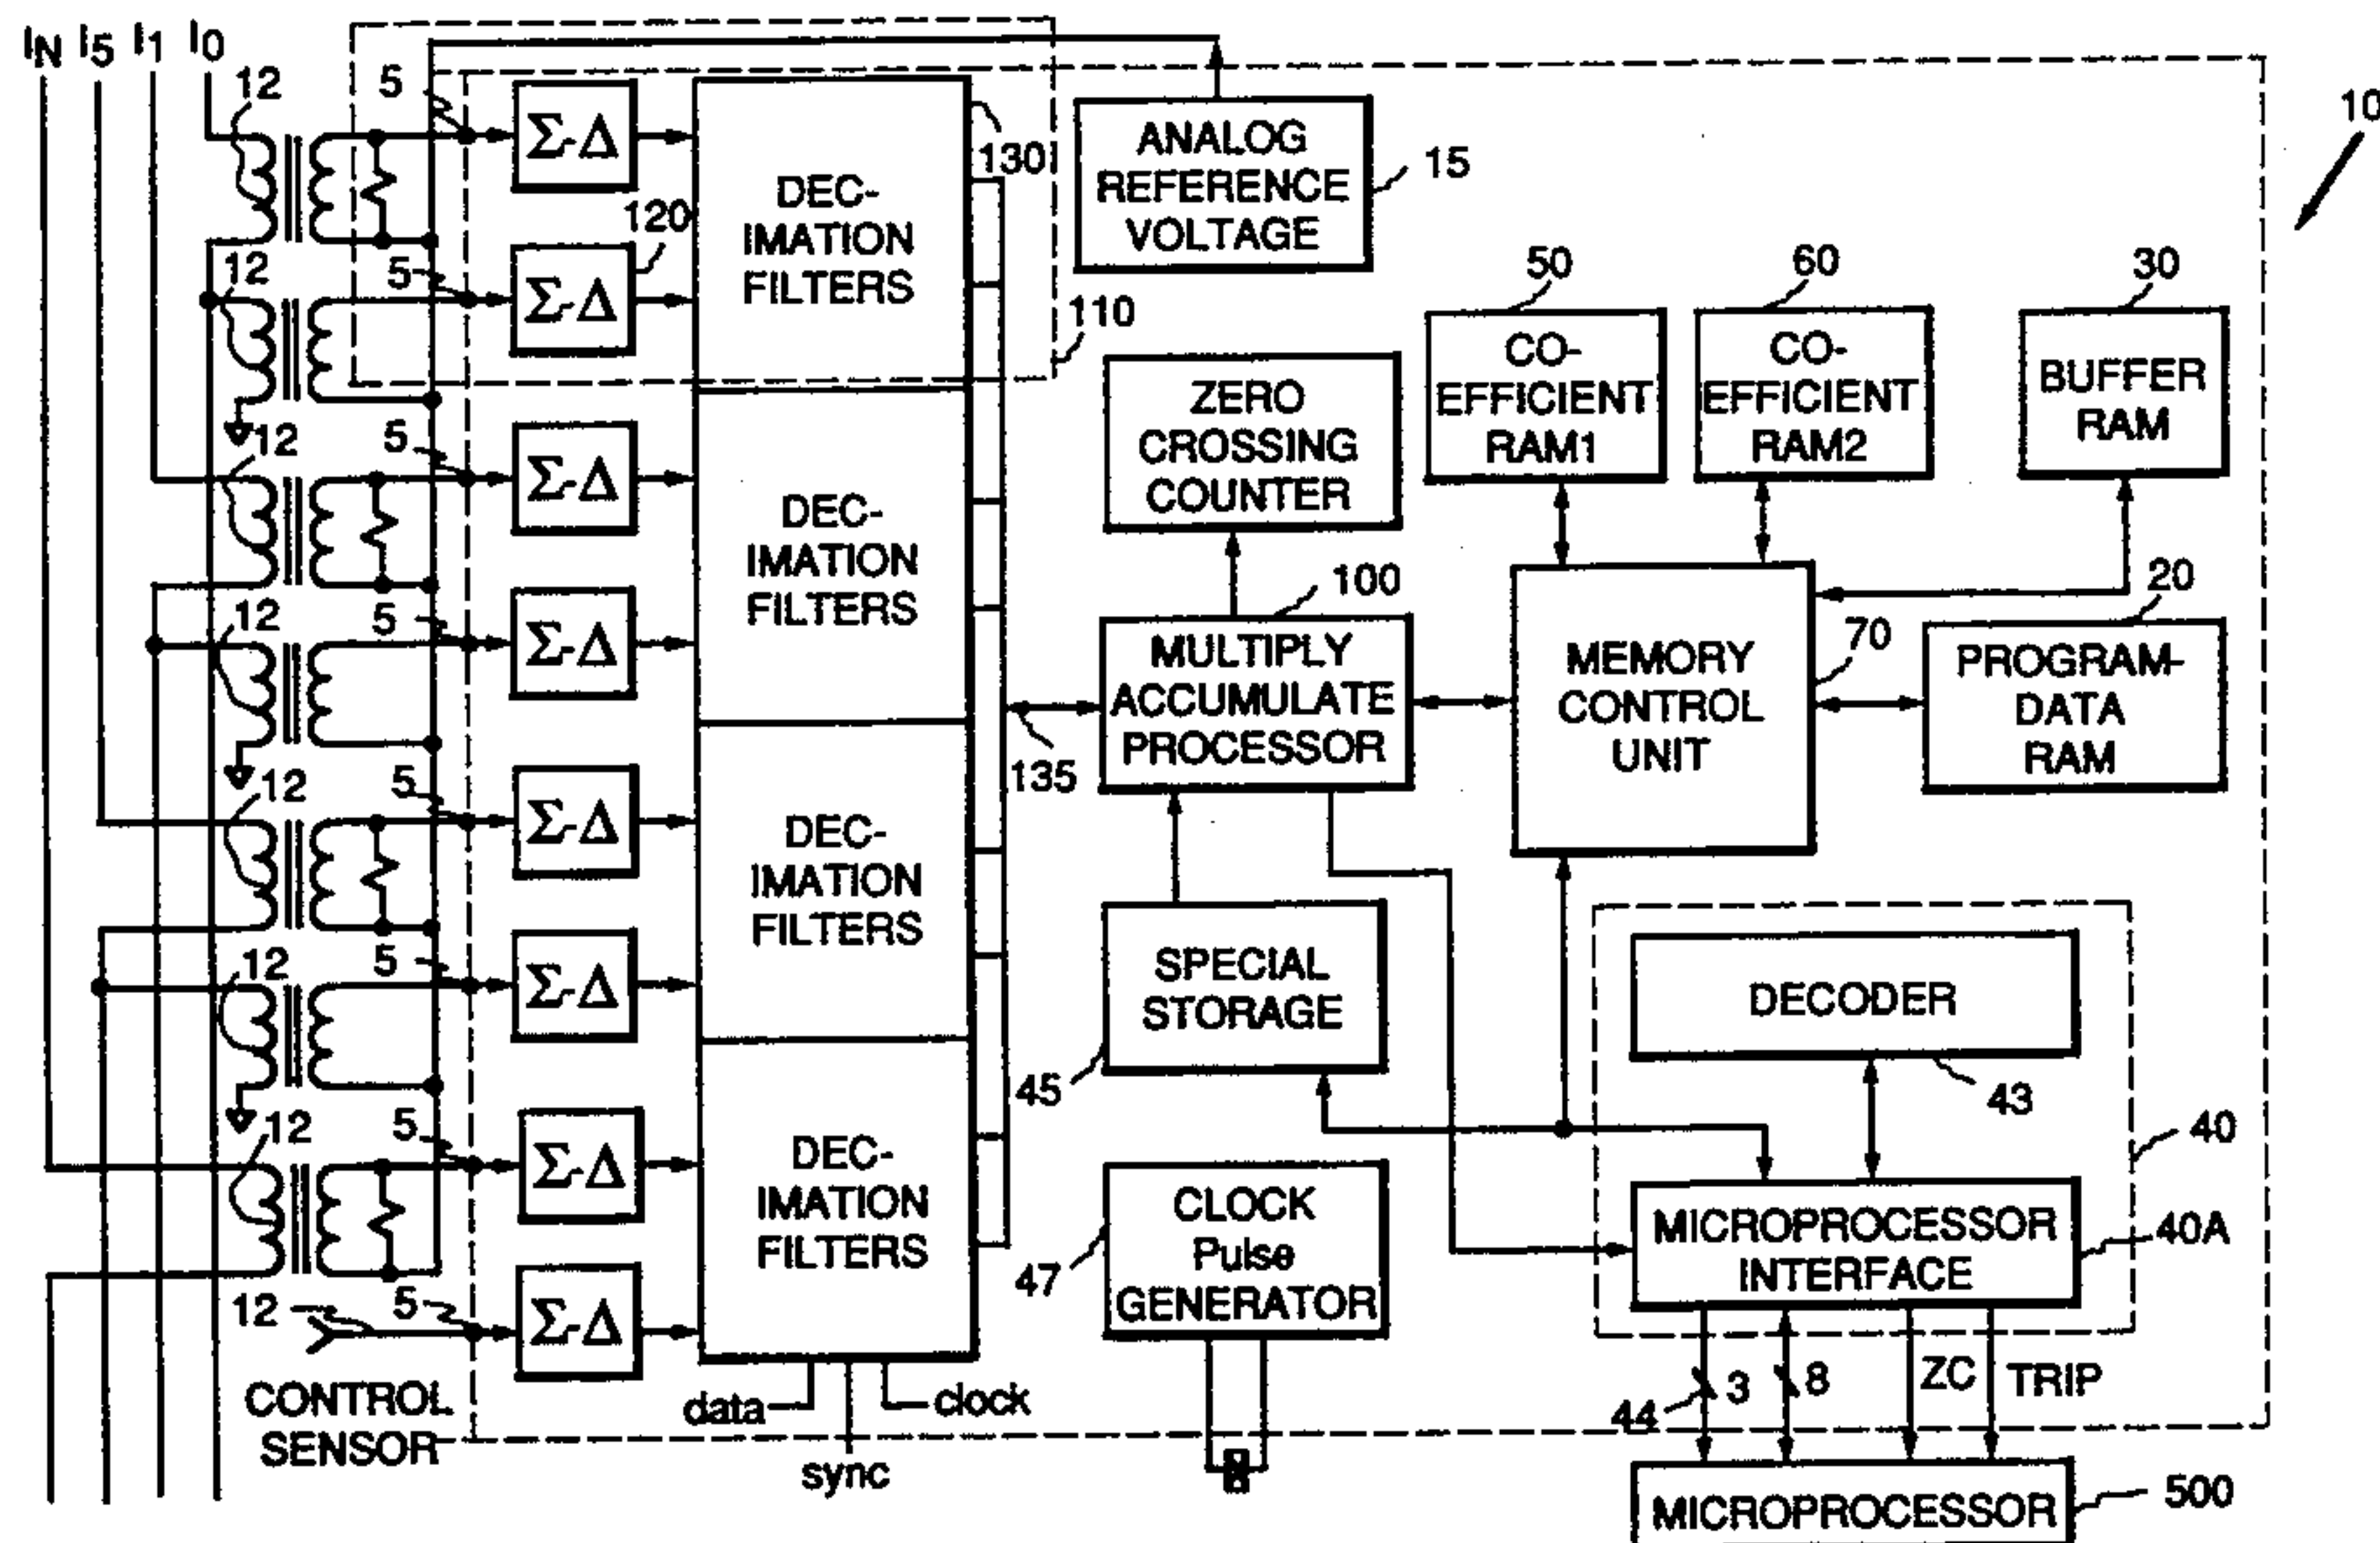 IN I5 I1 I0
12
5
Σ-Δ
130
DEC-
IMATION
FILTERS
ANALOG
REFERENCE
VOLTAGE
15
10
120
12
5
Σ-Δ
110
50
60
30
CO-
EFFICIENT
RAM1
CO-
EFFICIENT
RAM2
BUFFER
RAM
ZERO
CROSSING
COUNTER
12
5
Σ-Δ
DEC-
IMATION
FILTERS
12
5
Σ-Δ
100
MULTIPLY
ACCUMULATE
PROCESSOR
135
MEMORY
CONTROL
UNIT
70
20
PROGRAM-
DATA
RAM
12
5
Σ-Δ
DEC-
IMATION
FILTERS
12
5
Σ-Δ
SPECIAL
STORAGE
45
DECODER
43
40
12
5
Σ-Δ
DEC-
IMATION
FILTERS
CLOCK
Pulse
GENERATOR
47
MICROPROCESSOR
INTERFACE
40A
12
5
Σ-Δ
CONTROL
SENSOR
data
clock
sync
44
3
8
ZC
TRIP
MICROPROCESSOR
500